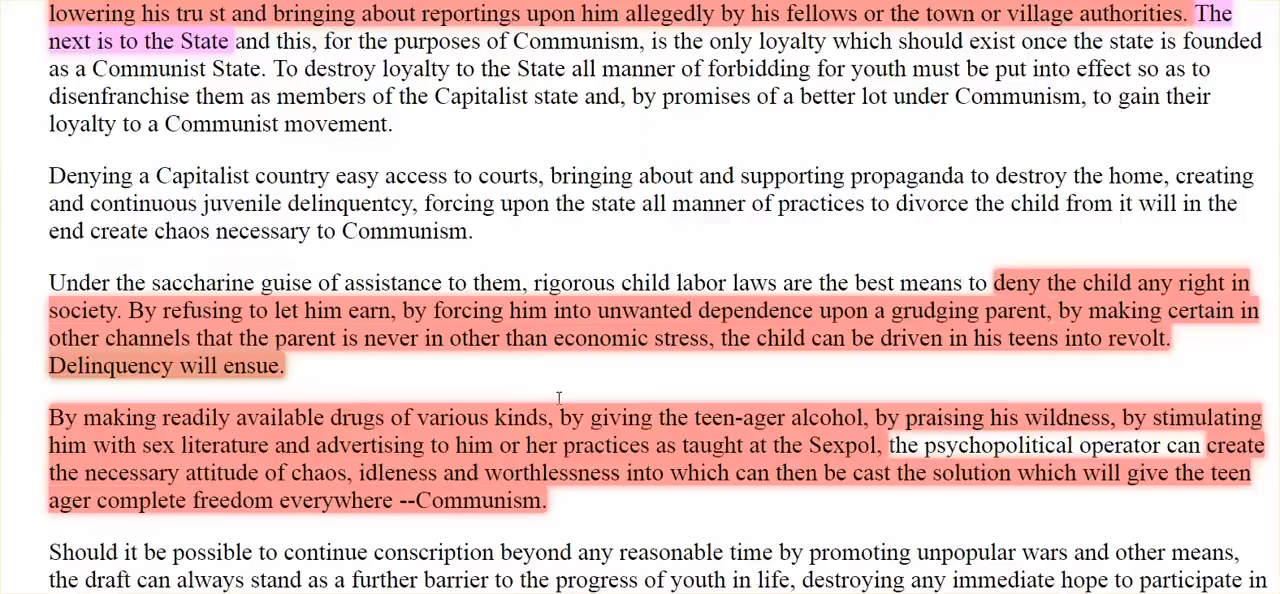 lowering his tru st and bringing about reportings upon him allegedly by his fellows or the town or village authorities. The
next is to the State and this, for the purposes of Communism, is the only loyalty which should exist once the state is founded
as a Communist State. To destroy loyalty to the State all manner of forbidding for youth must be put into effect so as to
disenfranchise them as members of the Capitalist state and, by promises of a better lot under Communism, to gain their
loyalty to a Communist movement.
Denying a Capitalist country easy access to courts, bringing about and supporting propaganda to destroy the home, creating
and continuous juvenile delinquentcy, forcing upon the state all manner of practices to divorce the child from it will in the
end create chaos necessary to Communism.
Under the saccharine guise of assistance to them, rigorous child labor laws are the best means to deny the child any right in
society. By refusing to let him earn, by forcing him into unwanted dependence upon a grudging parent, by making certain in
other channels that the parent is never in other than economic stress, the child can be driven in his teens into revolt.
Delinquency will ensue.
By making readily available drugs of various kinds, by giving the teen-ager alcohol, by praising his wildness, by stimulating
him with sex literature and advertising to him or her practices as taught at the Sexpol, the psychopolitical operator can create
the necessary attitude of chaos, idleness and worthlessness into which can then be cast the solution which will give the teen
ager complete freedom everywhere --Communism.
Should it be possible to continue conscription beyond any reasonable time by promoting unpopular wars and other means,
the draft can always stand as a further barrier to the progress of youth in life, destroying any immediate hope to participate in